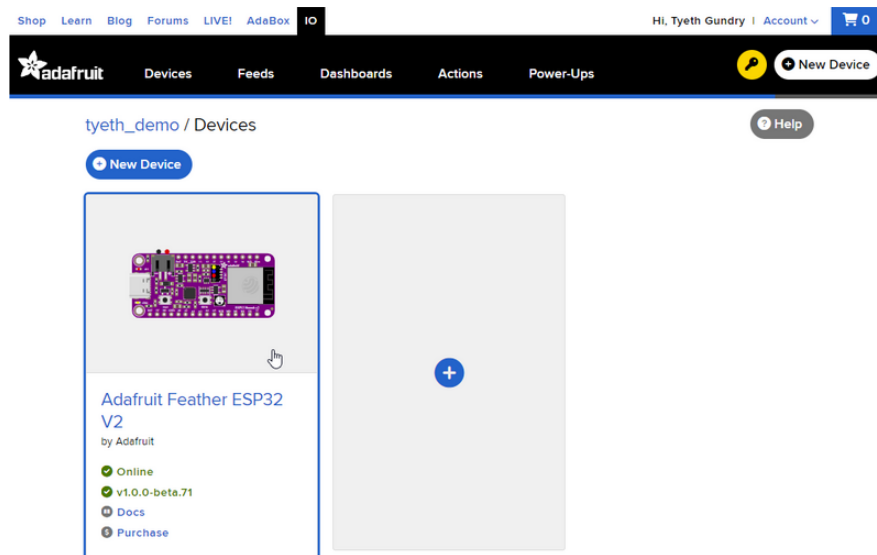 Shop Learn Blog Forums LIVE! AdaBox IO Hi, Tyeth Gundry | Account 0
adafruit Devices Feeds Dashboards Actions Power-Ups New Device
tyeth_demo / Devices Help
New Device
Adafruit Feather ESP32
V2
by Adafruit
Online
v1.0.0-beta.71
Docs
Purchase